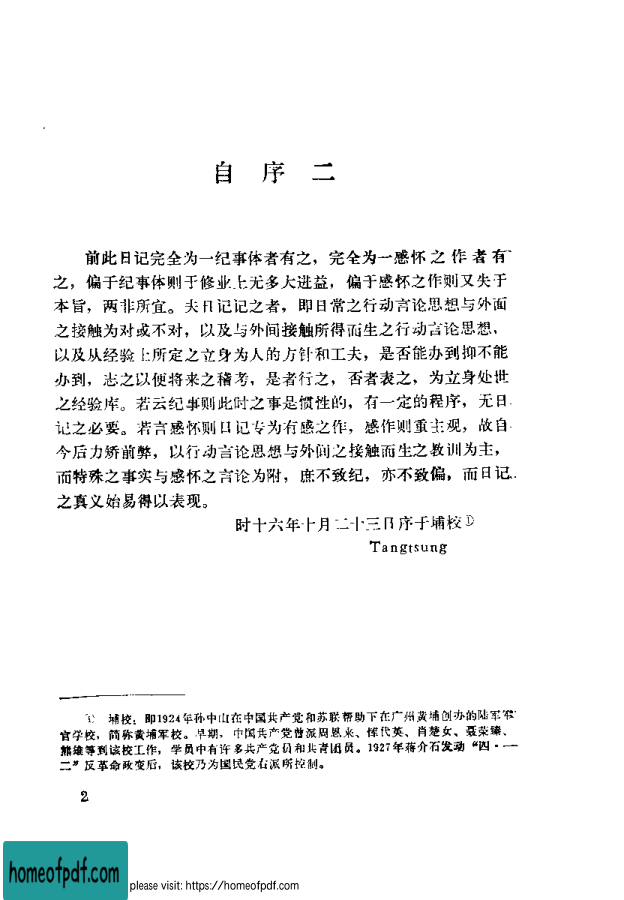 自序二
前此日记完全为一纪事体者有之，完全为一感怀之作者有
之，偏于纪事体则于修业上无多大进益，偏于感怀之作则又失于
本旨，两非所宜。夫日记记之者，即日常之行动言论思想与外面
之接触为对或不对，以及与外间接触所得而生之行动言论思想，
以及从经验上所定之立身为人的方针和工夫，是否能办到抑不能
办到，志之以便将来之稽考，是者行之，否者表之，为立身处世
之经验库。若云纪事则此时之事是惯性的，有一定的程序，无日
记之必要。若言感怀则日记专为有感之作，感作则重主观，故自
今后力矫前弊，以行动言论思想与外间之接触而生之教训为主，
而特殊之事实与感怀之言论为附，庶不致纪，亦不致偏，而日记
之真义始易得以表现。
时十六年十月二十三日序于埔校①
Tangtsung
① 埔校：即1924年孙中山在中国共产党和苏联帮助下在广州黄埔创办的陆军军
官学校，简称黄埔军校。早期，中国共产党曾派周恩来、恽代英、肖楚女、聂荣臻、
熊雄等到该校工作，学员中有许多共产党员和共青团员。1927年蒋介石发动“四·一
二”反革命政变后，该校乃为国民党右派所控制。
2
homeofpdf.com
please visit: https://homeofpdf.com